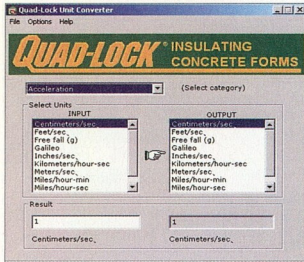 Quad-Lock Unit Converter
File Options Help
QUAD-LOCK® INSULATING
CONCRETE FORMS
Acceleration (Select category)
Select Units
INPUT OUTPUT
Centimeters/sec Centimeters/sec
Feet/sec Feet/sec
Free fall (g) Free fall (g)
Galileo Galileo
Inches/sec Inches/sec
Kilometers/hour-sec Kilometers/hour-sec
Meters/sec Meters/sec
Miles/hour-min Miles/hour-min
Miles/hour-sec Miles/hour-sec
Result
1 1
Centimeters/sec Centimeters/sec